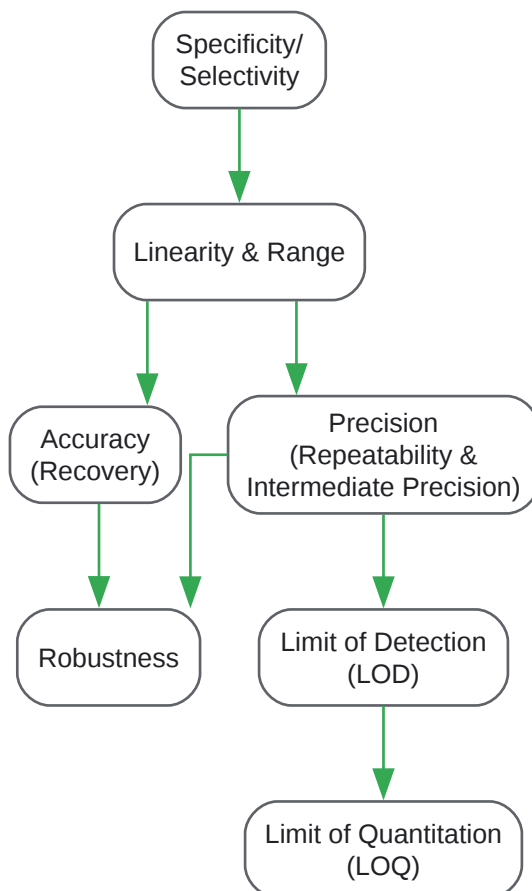 Specificity/
Selectivity
Linearity & Range
Accuracy
(Recovery)
Precision
(Repeatability &
Intermediate Precision)
Robustness
Limit of Detection
(LOD)
Limit of Quantitation
(LOQ)